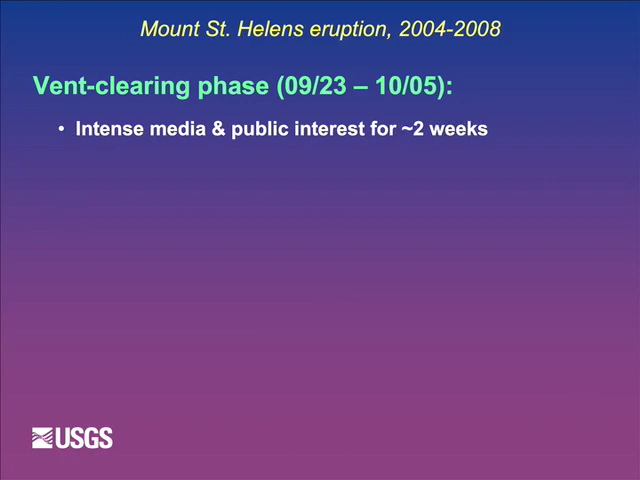 Mount St. Helens eruption, 2004-2008
Vent-clearing phase (09/23 – 10/05):
• Intense media & public interest for ~2 weeks
USGS